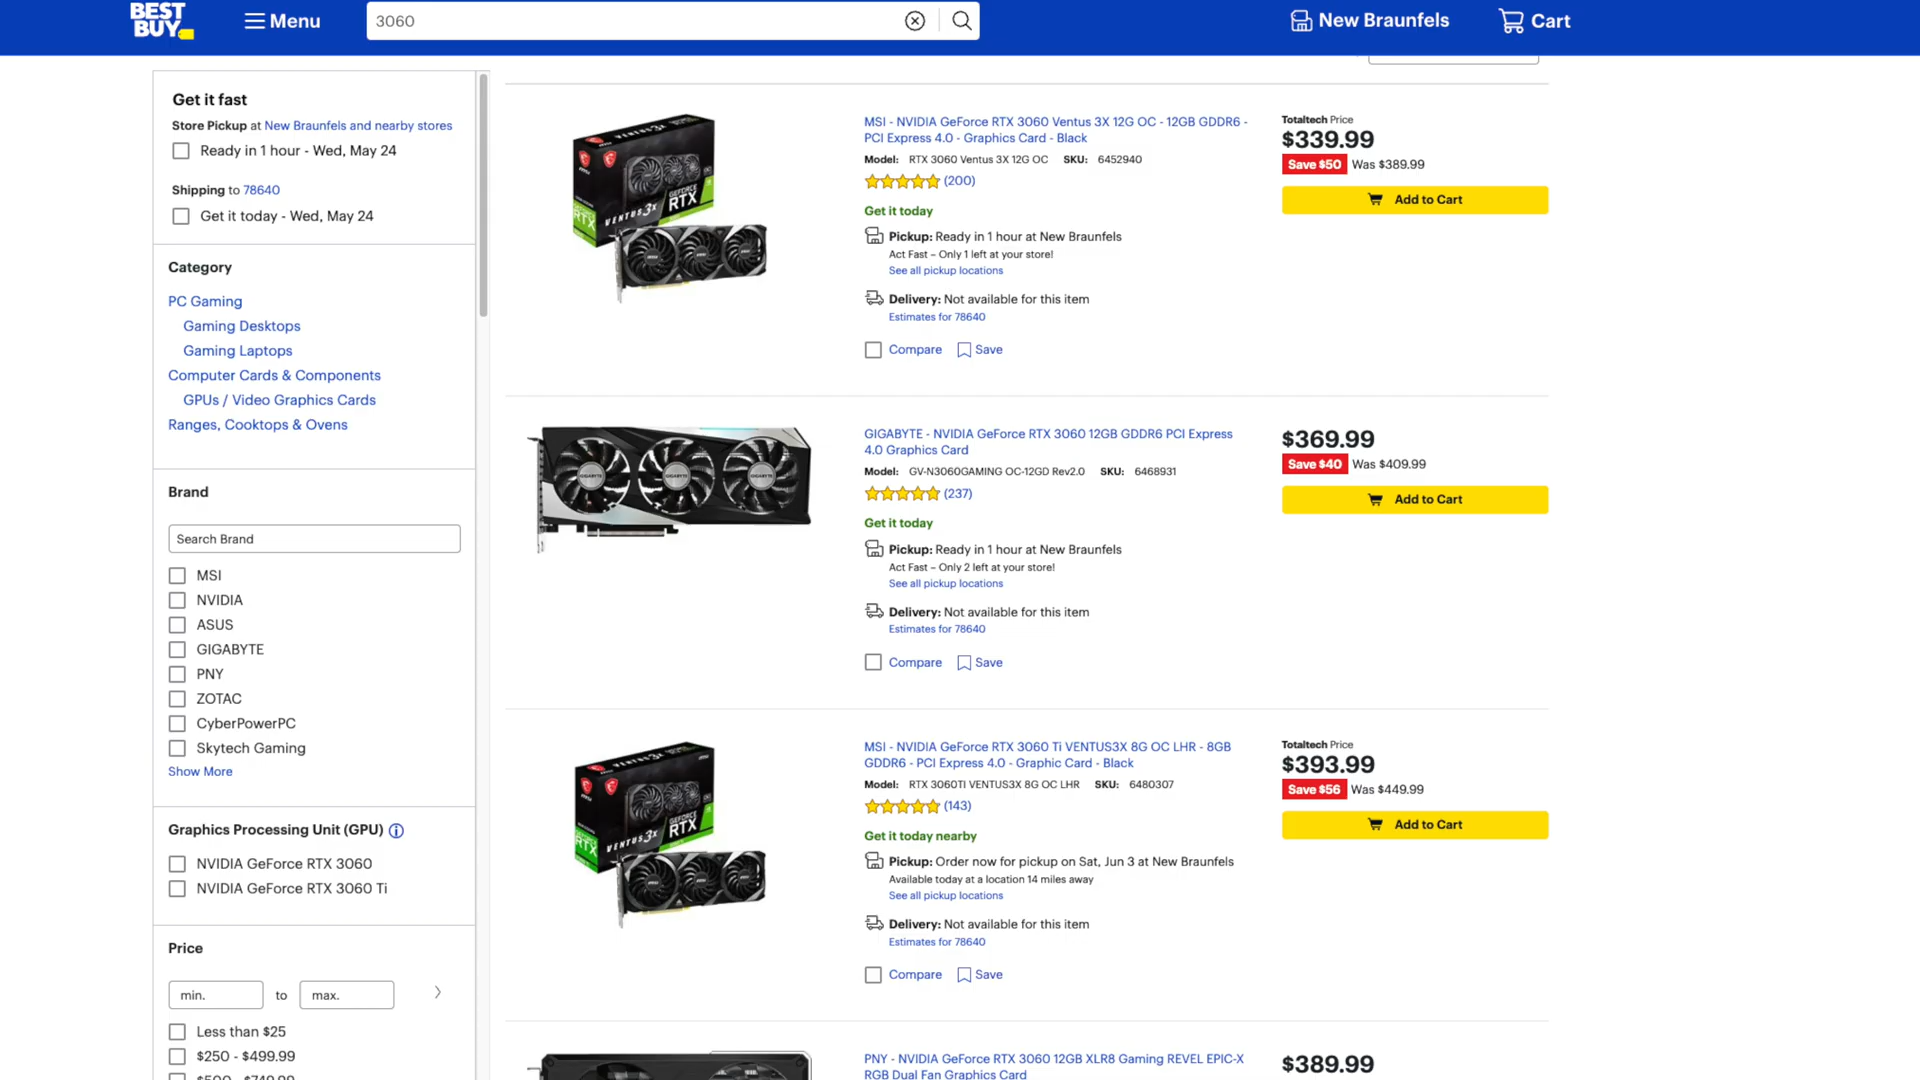 BEST
BUY
Menu
3060
New Braunfels
Cart
Get it fast
Store Pickup at New Braunfels and nearby stores
Ready in 1 hour - Wed, May 24
Shipping to 78640
Get it today - Wed, May 24
Category
PC Gaming
Gaming Desktops
Gaming Laptops
Computer Cards & Components
GPUs / Video Graphics Cards
Ranges, Cooktops & Ovens
Brand
Search Brand
MSI
NVIDIA
ASUS
GIGABYTE
PNY
ZOTAC
CyberPowerPC
Skytech Gaming
Show More
Graphics Processing Unit (GPU)
NVIDIA GeForce RTX 3060
NVIDIA GeForce RTX 3060 Ti
Price
min. to max.
Less than $25
$250 - $499.99
$500 - $749.99
VENTUS 3X
GEFORCE
RTX
RTX
MSI - NVIDIA GeForce RTX 3060 Ventus 3X 12G OC - 12GB GDDR6 -
PCI Express 4.0 - Graphics Card - Black
Model: RTX 3060 Ventus 3X 12G OC SKU: 6452940
(200)
Get it today
Pickup: Ready in 1 hour at New Braunfels
Act Fast – Only 1 left at your store!
See all pickup locations
Delivery: Not available for this item
Estimates for 78640
Compare Save
Totaltech Price
$339.99
Save $50 Was $389.99
Add to Cart
GIGABYTE GIGABYTE GIGABYTE
GIGABYTE - NVIDIA GeForce RTX 3060 12GB GDDR6 PCI Express
4.0 Graphics Card
Model: GV-N3060GAMING OC-12GD Rev2.0 SKU: 6468931
(237)
Get it today
Pickup: Ready in 1 hour at New Braunfels
Act Fast – Only 2 left at your store!
See all pickup locations
Delivery: Not available for this item
Estimates for 78640
Compare Save
$369.99
Save $40 Was $409.99
Add to Cart
VENTUS 3X
GEFORCE
RTX
RTX
MSI - NVIDIA GeForce RTX 3060 Ti VENTUS3X 8G OC LHR - 8GB
GDDR6 - PCI Express 4.0 - Graphic Card - Black
Model: RTX 3060TI VENTUS3X 8G OC LHR SKU: 6480307
(143)
Get it today nearby
Pickup: Order now for pickup on Sat, Jun 3 at New Braunfels
Available today at a location 14 miles away
See all pickup locations
Delivery: Not available for this item
Estimates for 78640
Compare Save
Totaltech Price
$393.99
Save $56 Was $449.99
Add to Cart
PNY - NVIDIA GeForce RTX 3060 12GB XLR8 Gaming REVEL EPIC-X
RGB Dual Fan Graphics Card
$389.99